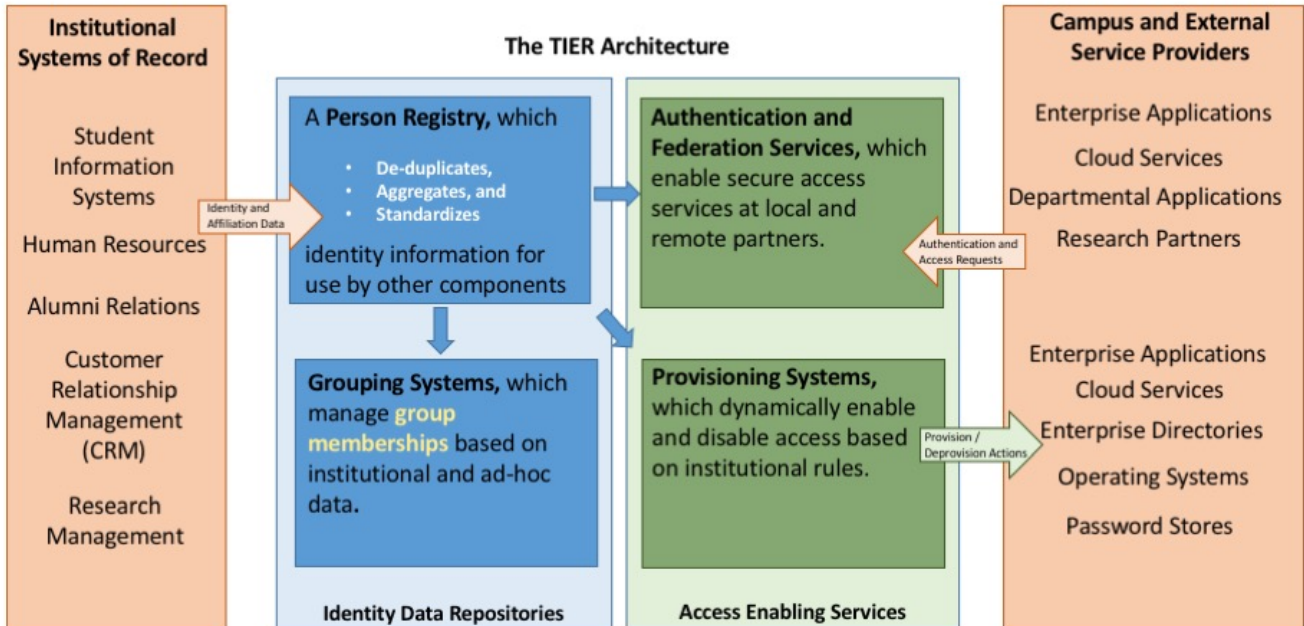 Institutional
Systems of Record
Student
Information
Systems
Human Resources
Alumni Relations
Customer
Relationship
Management
(CRM)
Research
Management
Identity and
Affiliation Data
The TIER Architecture
A Person Registry, which
• De-duplicates,
• Aggregates, and
• Standardizes
identity information for
use by other components
Grouping Systems, which
manage group
memberships based on
institutional and ad-hoc
data.
Identity Data Repositories
Authentication and
Federation Services, which
enable secure access
services at local and
remote partners.
Provisioning Systems,
which dynamically enable
and disable access based
on institutional rules.
Access Enabling Services
Authentication and
Access Requests
Provision /
Deprovision Actions
Campus and External
Service Providers
Enterprise Applications
Cloud Services
Departmental Applications
Research Partners
Enterprise Applications
Cloud Services
Enterprise Directories
Operating Systems
Password Stores